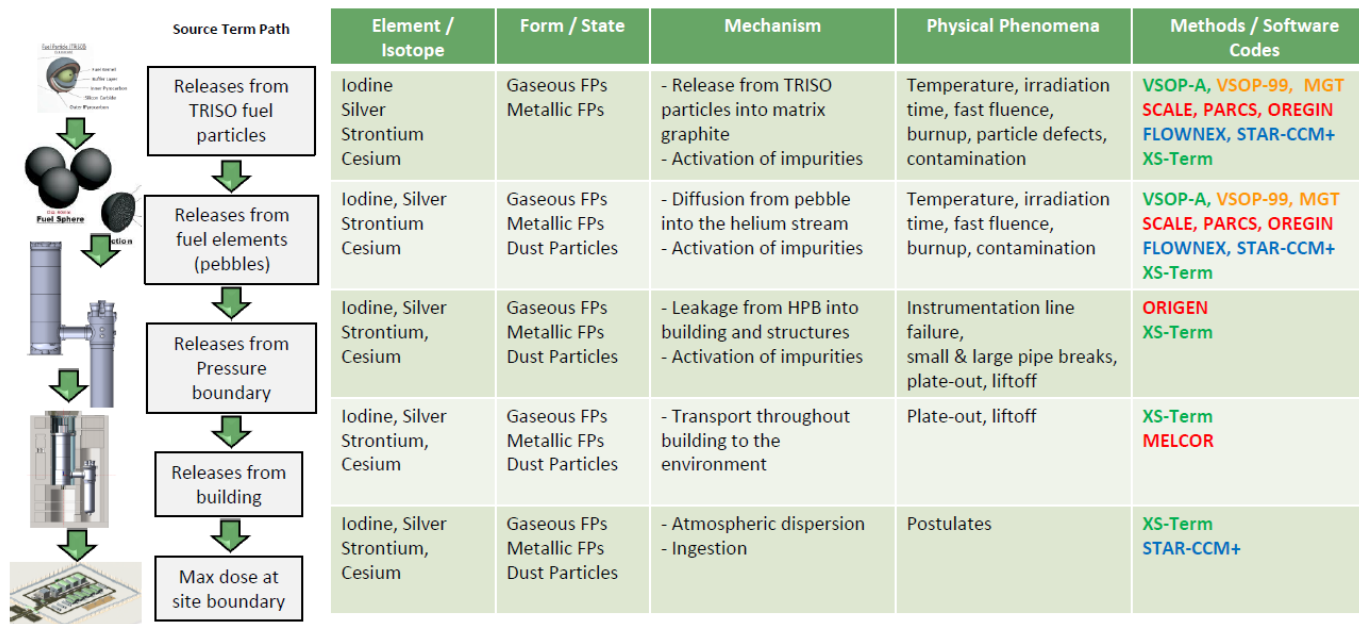 Source Term Path
Element /
Isotope
Form / State
Mechanism
Physical Phenomena
Methods / Software
Codes
Outer Pyrocarbon
Releases from
TRISO fuel
particles
Iodine
Silver
Strontium
Cesium
Gaseous FPs
Metallic FPs
- Release from TRISO
particles into matrix
graphite
- Activation of impurities
Temperature, irradiation
time, fast fluence,
burnup, particle defects,
contamination
VSOP-A, VSOP-99, MGT
SCALE, PARCS, OREGIN
FLOWNEX, STAR-CCM+
XS-Term
Fuel Sphere
ction
Releases from
fuel elements
(pebbles)
Iodine, Silver
Strontium
Cesium
Gaseous FPs
Metallic FPs
Dust Particles
- Diffusion from pebble
into the helium stream
- Activation of impurities
Temperature, irradiation
time, fast fluence,
burnup, contamination
VSOP-A, VSOP-99, MGT
SCALE, PARCS, OREGIN
FLOWNEX, STAR-CCM+
XS-Term
Releases from
Pressure
boundary
Iodine, Silver
Strontium,
Cesium
Gaseous FPs
Metallic FPs
Dust Particles
- Leakage from HPB into
building and structures
- Activation of impurities
Instrumentation line
failure,
small & large pipe breaks,
plate-out, liftoff
ORIGEN
XS-Term
Releases from
building
Iodine, Silver
Strontium,
Cesium
Gaseous FPs
Metallic FPs
Dust Particles
- Transport throughout
building to the
environment
Plate-out, liftoff
XS-Term
MELCOR
Max dose at
site boundary
Iodine, Silver
Strontium,
Cesium
Gaseous FPs
Metallic FPs
Dust Particles
- Atmospheric dispersion
- Ingestion
Postulates
XS-Term
STAR-CCM+